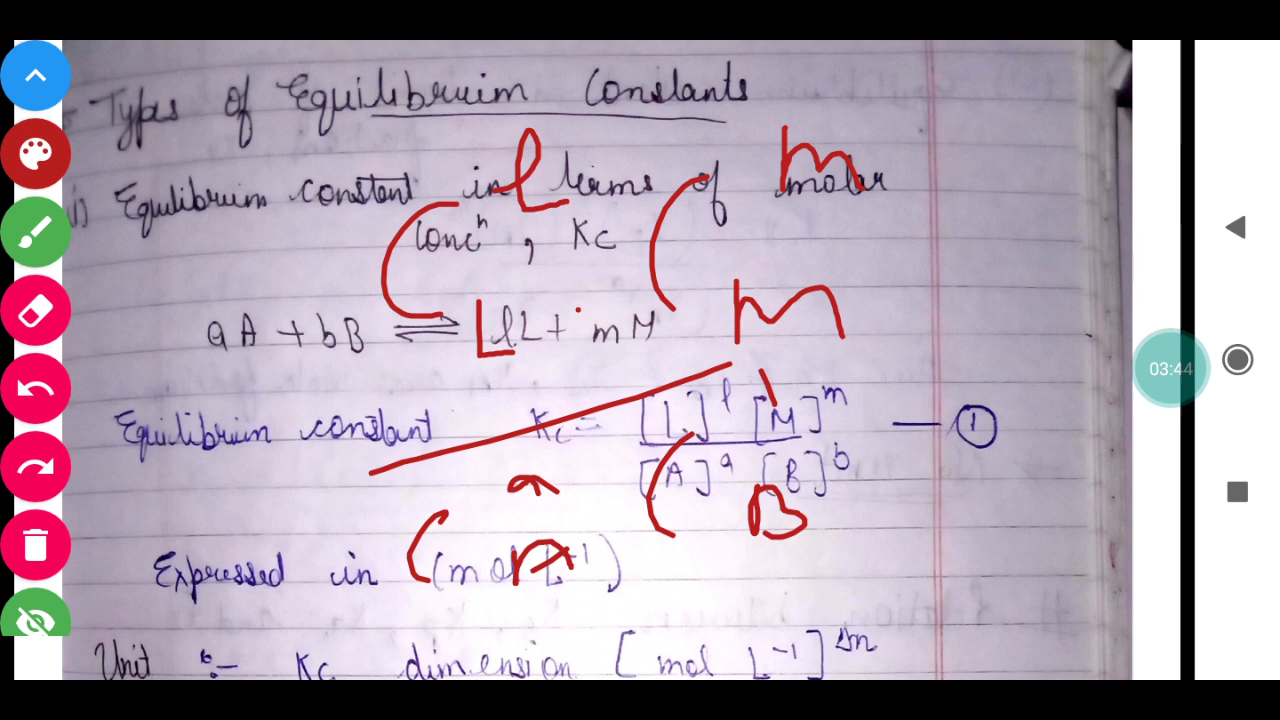 Types of Equilibrium Constants
i) Equilibrium constant in terms of molar
concⁿ, Kc
aA + bB ⇌ lL + mM
Equilibrium constant Kc = [L]^l [M]^m / [A]^a [B]^b — ①
Expressed in (mol L⁻¹)
Unit :- Kc dimension [mol L⁻¹]^Δn
l
m
L
m
a
B
03:44